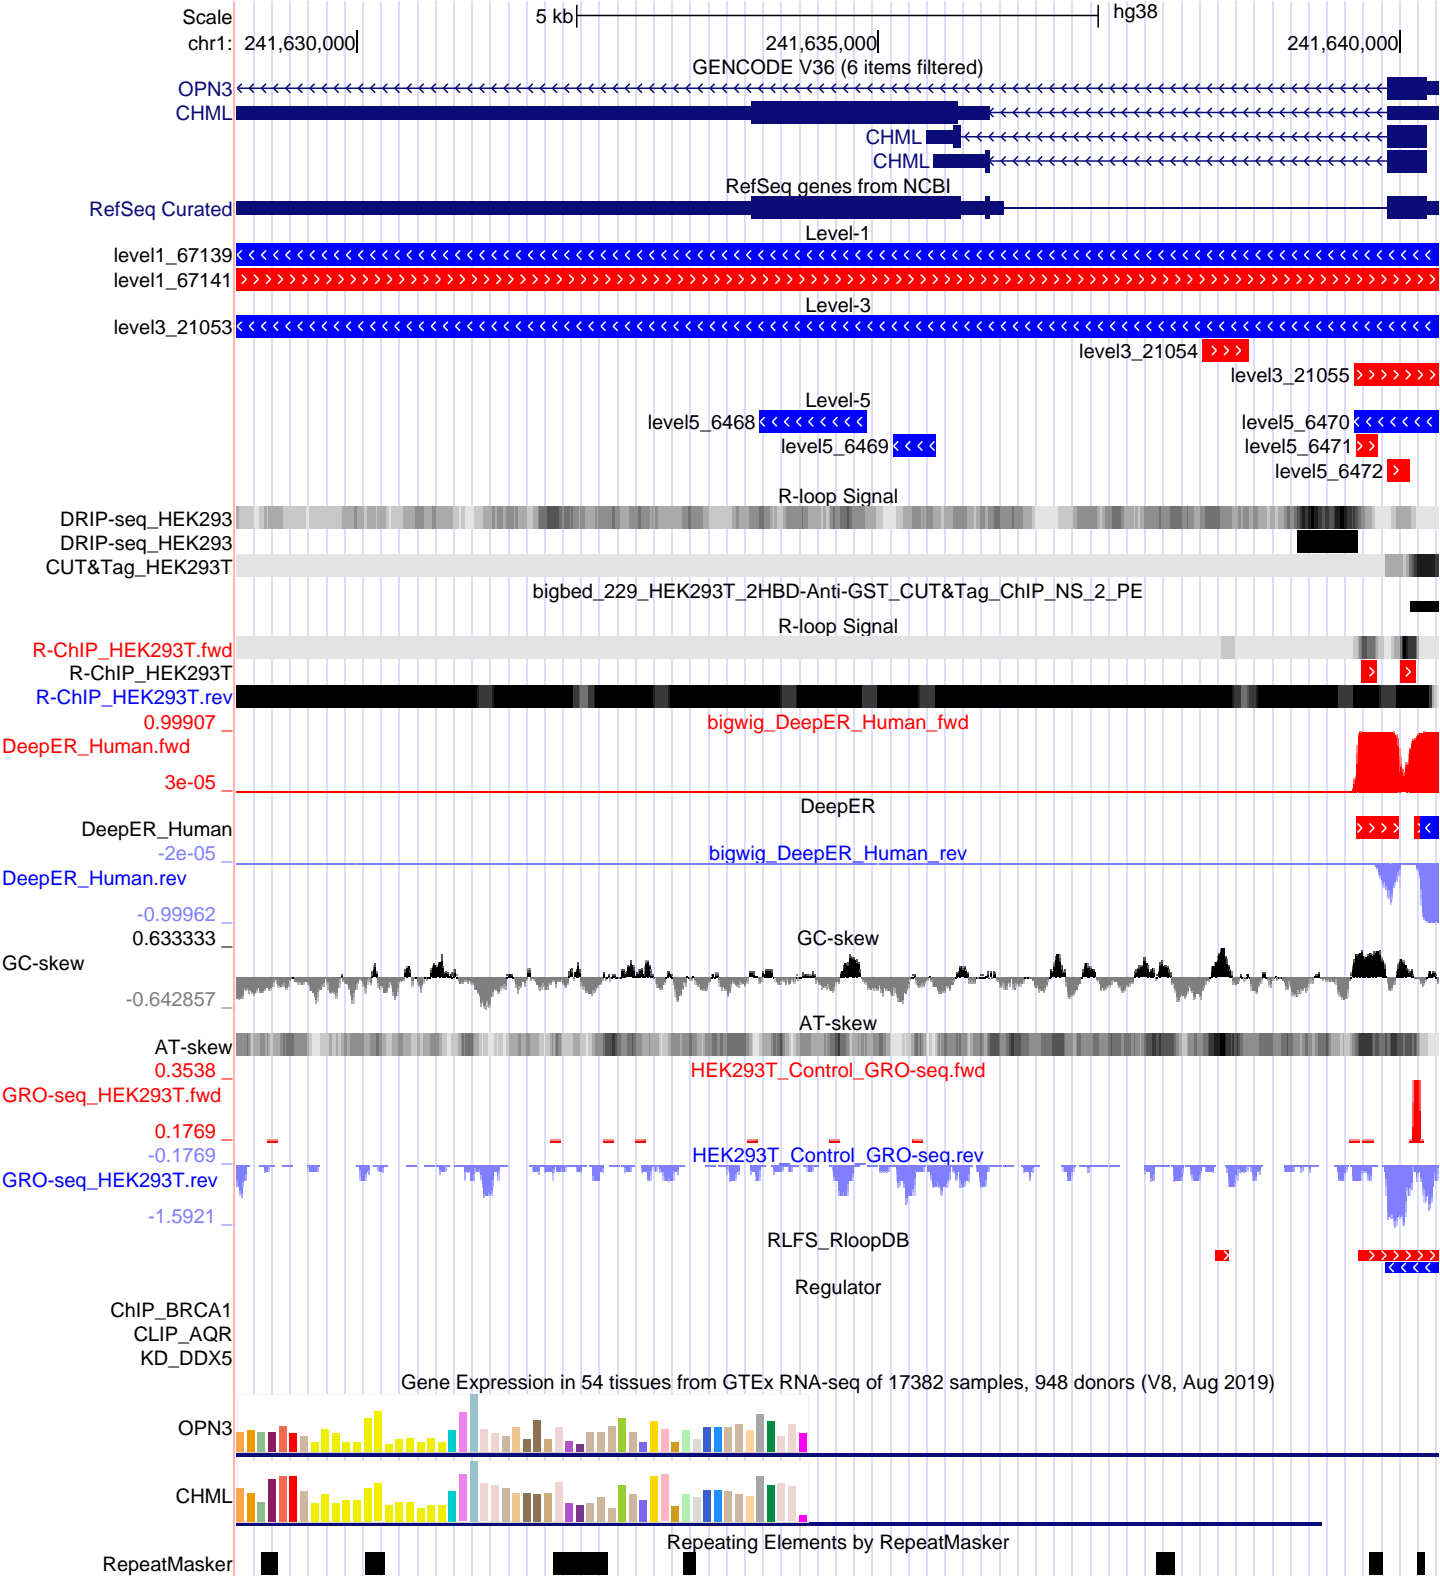 Scale 5 kb hg38
chr1: 241,630,000 241,635,000 241,640,000
GENCODE V36 (6 items filtered)
OPN3
CHML
CHML
CHML
RefSeq genes from NCBI
RefSeq Curated
Level-1
level1_67139
level1_67141
Level-3
level3_21053
level3_21054
level3_21055
Level-5
level5_6468 level5_6470
level5_6469 level5_6471
level5_6472
R-loop Signal
DRIP-seq_HEK293
DRIP-seq_HEK293
CUT&Tag_HEK293T
bigbed_229_HEK293T_2HBD-Anti-GST_CUT&Tag_ChIP_NS_2_PE
R-loop Signal
R-ChIP_HEK293T.fwd
R-ChIP_HEK293T
R-ChIP_HEK293T.rev
0.99907 _ bigwig_DeepER_Human_fwd
DeepER_Human.fwd
3e-05 _
DeepER
DeepER_Human
-2e-05 _ bigwig_DeepER_Human_rev
DeepER_Human.rev
-0.99962 _
0.633333 _ GC-skew
GC-skew
-0.642857 _
AT-skew
AT-skew
0.3538 _ HEK293T_Control_GRO-seq.fwd
GRO-seq_HEK293T.fwd
0.1769 _
-0.1769 _ HEK293T_Control_GRO-seq.rev
GRO-seq_HEK293T.rev
-1.5921 _
RLFS_RloopDB
Regulator
ChIP_BRCA1
CLIP_AQR
KD_DDX5
Gene Expression in 54 tissues from GTEx RNA-seq of 17382 samples, 948 donors (V8, Aug 2019)
OPN3
CHML
Repeating Elements by RepeatMasker
RepeatMasker